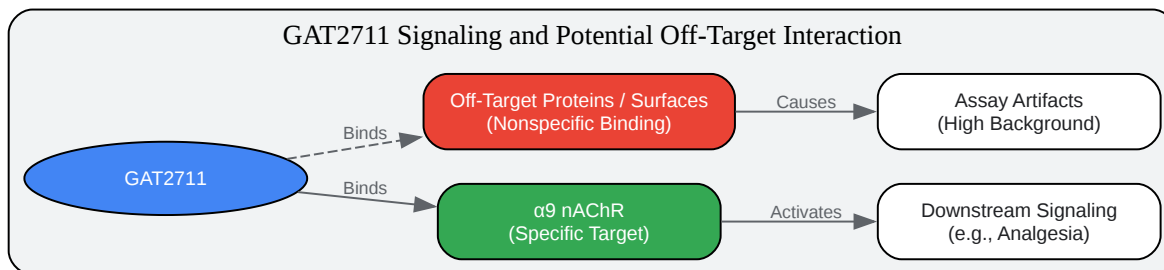 GAT2711 Signaling and Potential Off-Target Interaction
GAT2711
Binds
Off-Target Proteins / Surfaces
(Nonspecific Binding)
Causes
Assay Artifacts
(High Background)
Binds
α9 nAChR
(Specific Target)
Activates
Downstream Signaling
(e.g., Analgesia)